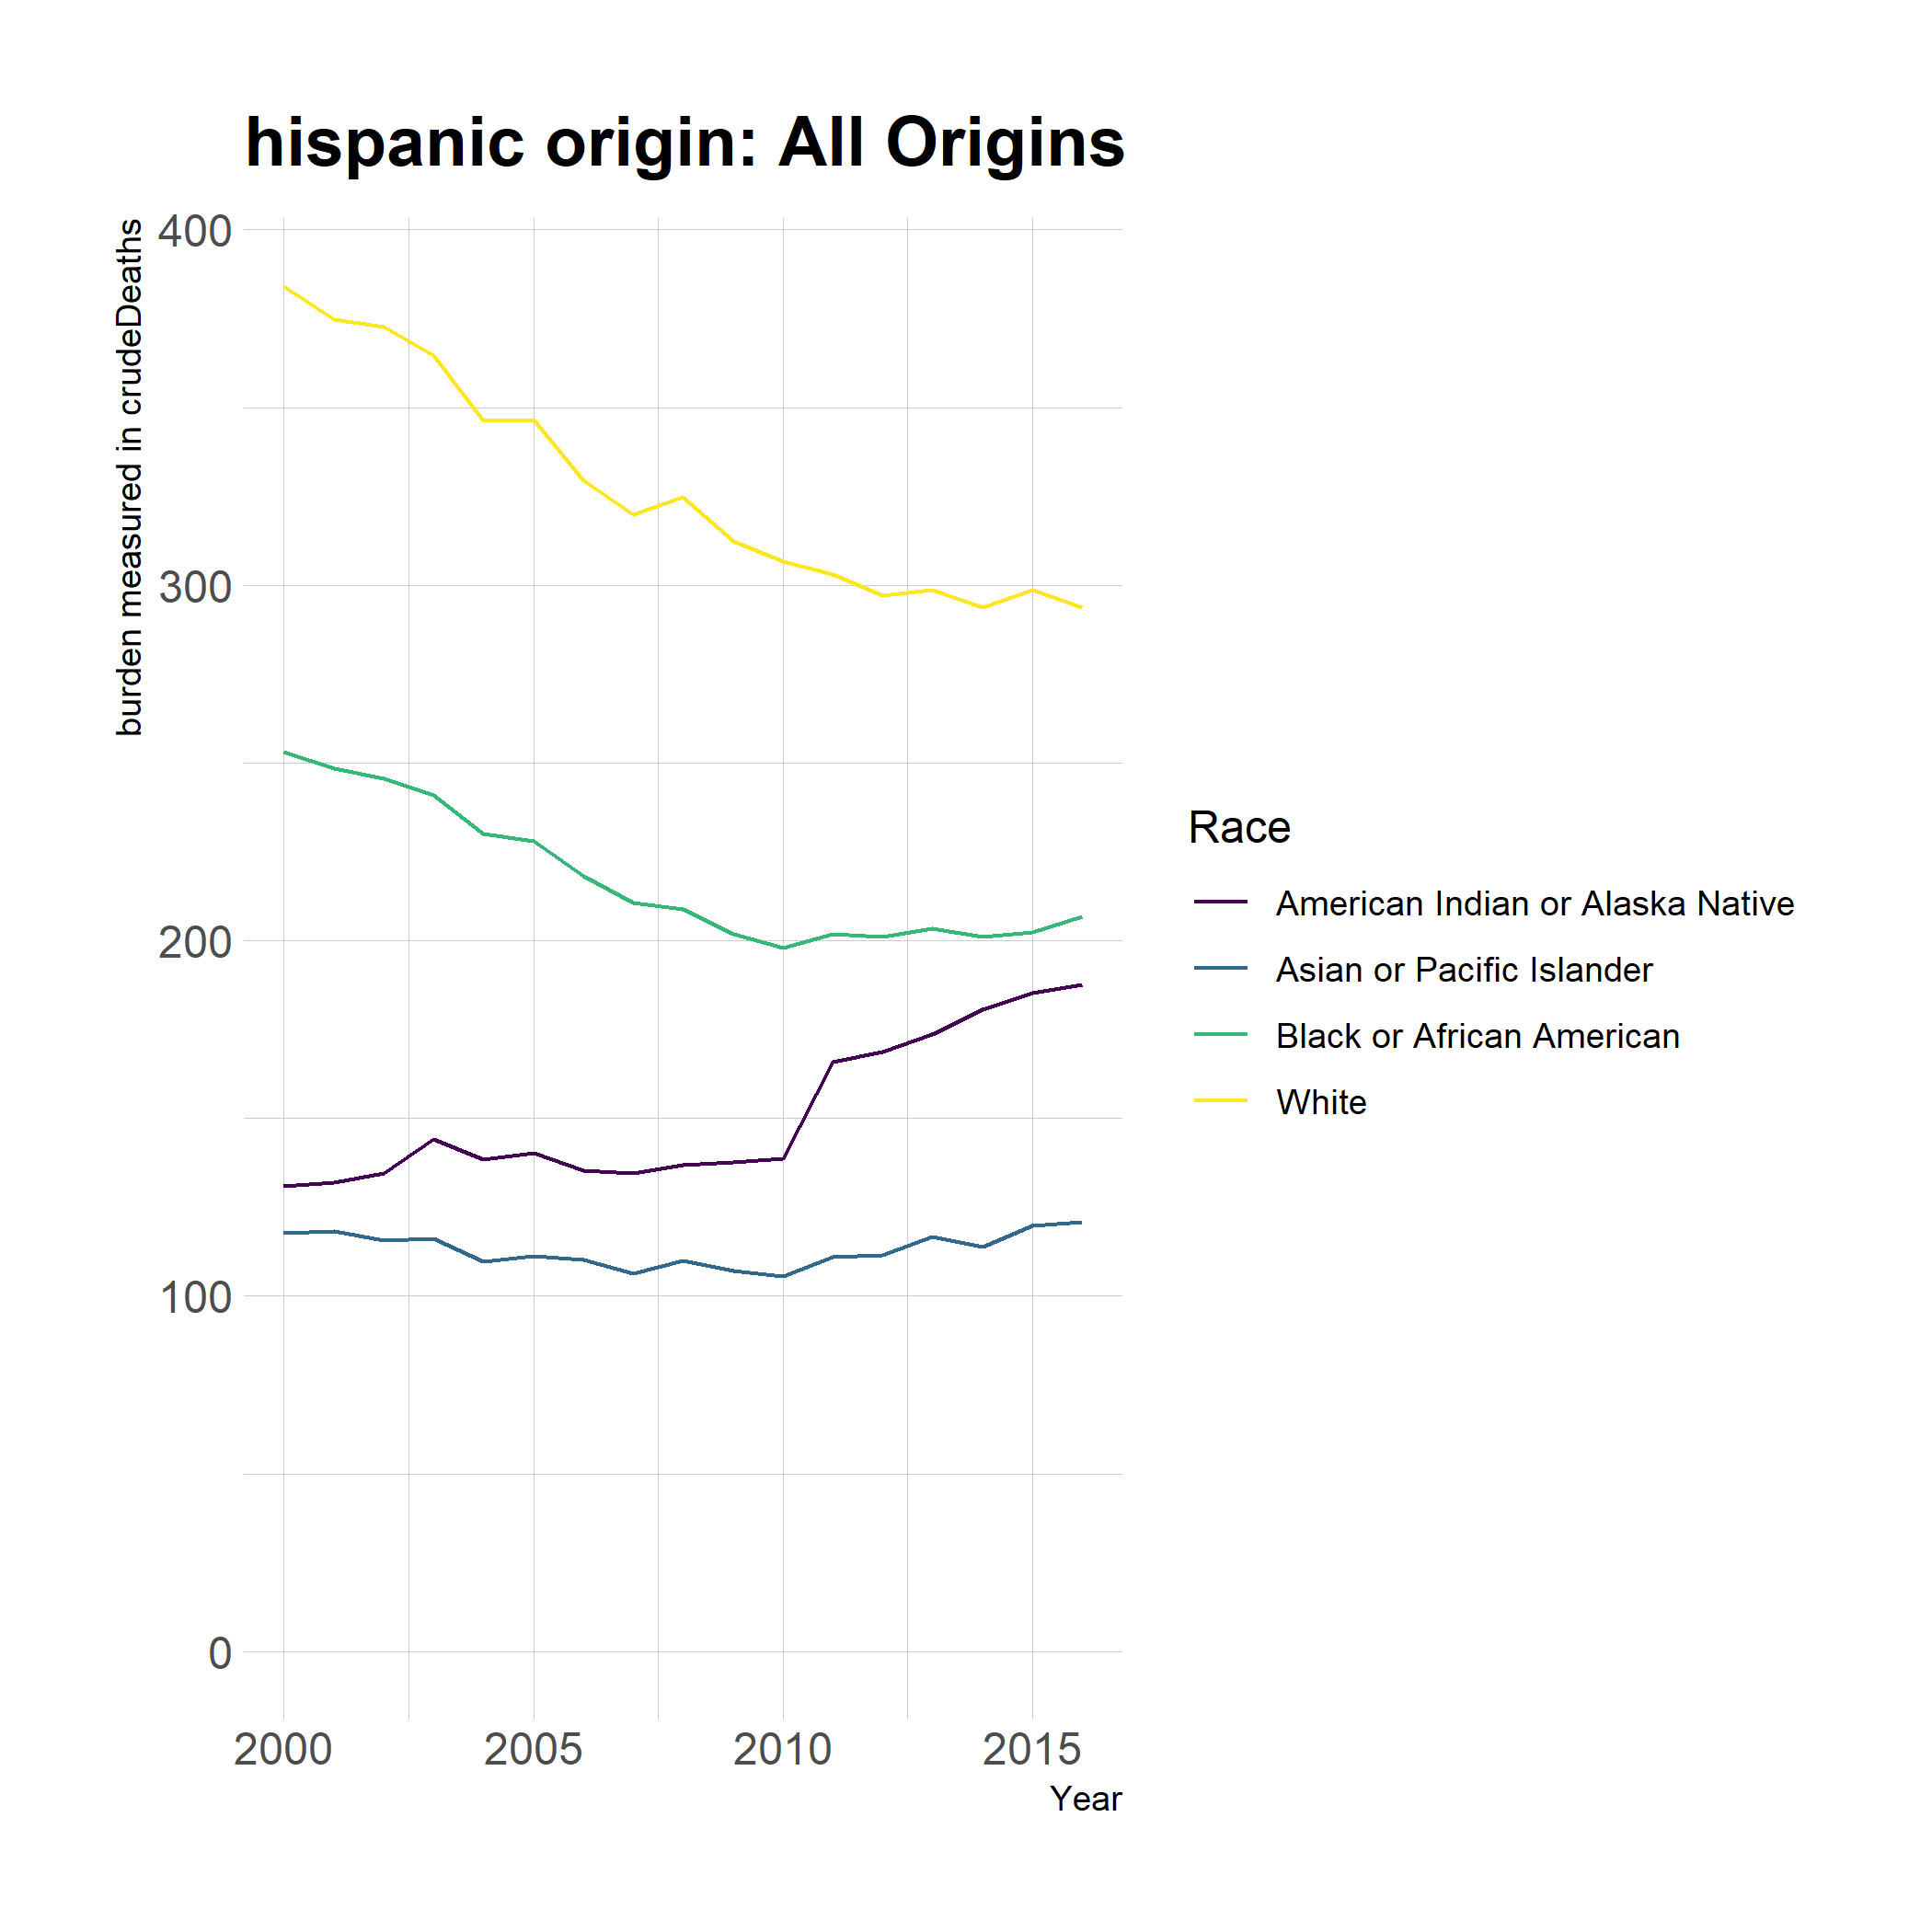 hispanic origin: All Origins
burden measured in crudeDeaths
400
300
200
100
0
2000 2005 2010 2015
Year
Race
American Indian or Alaska Native
Asian or Pacific Islander
Black or African American
White